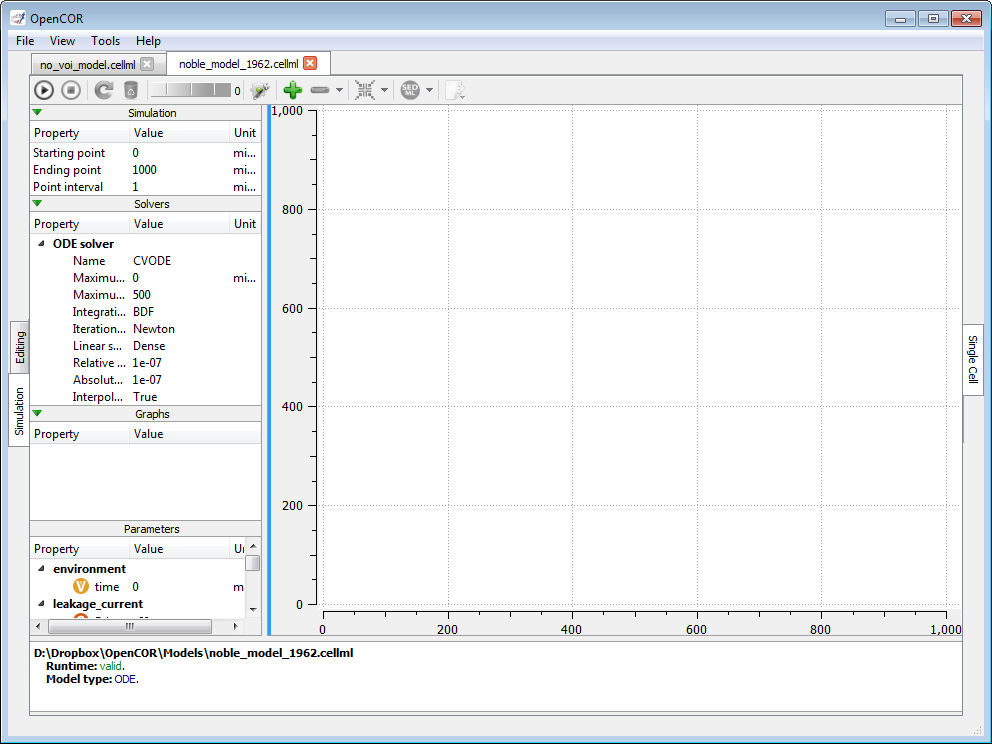 OpenCOR
File View Tools Help
no_voi_model.cellml noble_model_1962.cellml
0 SED ML
Simulation
Property Value Unit
Starting point 0 mi...
Ending point 1000 mi...
Point interval 1 mi...
Solvers
Property Value Unit
ODE solver
Name CVODE
Maximu... 0 mi...
Maximu... 500
Integrati... BDF
Iteration... Newton
Linear s... Dense
Relative ... 1e-07
Absolut... 1e-07
Interpol... True
Graphs
Property Value
Parameters
Property Value
environment
V time 0 m
leakage_current
Editing
Simulation
1,000
800
600
400
200
0
0 200 400 600 800 1,000
Single Cell
D:\Dropbox\OpenCOR\Models\noble_model_1962.cellml
Runtime: valid.
Model type: ODE.